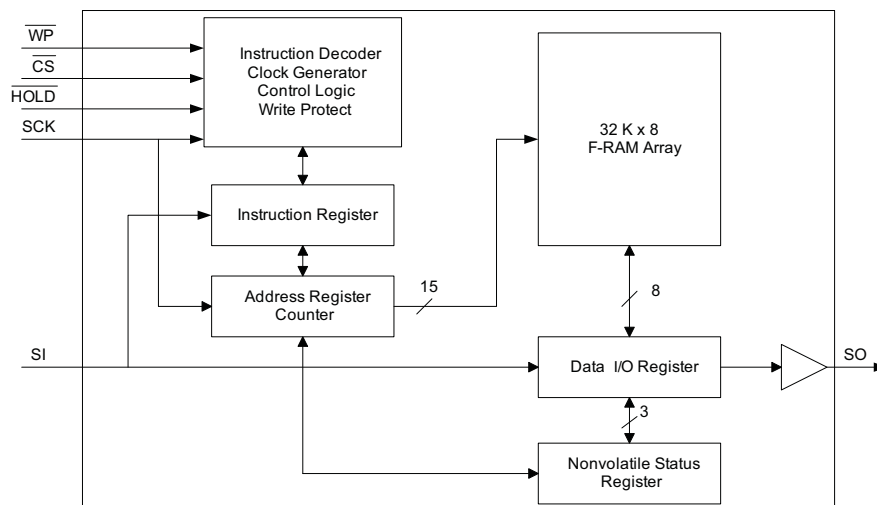 WP
CS
HOLD
SCK
Instruction Decoder
Clock Generator
Control Logic
Write Protect
32 K x 8
F-RAM Array
Instruction Register
Address Register
Counter
15
8
SI
Data I/O Register
SO
3
Nonvolatile Status
Register